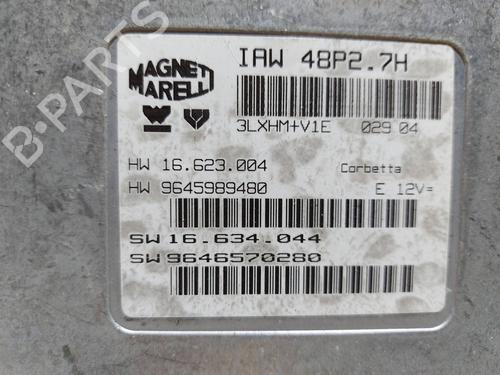 B-PARTS
MAGNETI MARELLI
IAW 48P2.7H
3LXHM+V1E 029 04
HW 16.623.004 Corbetta
HW 9645989480 E 12V=
SW 16.634.044
SW 9646570280